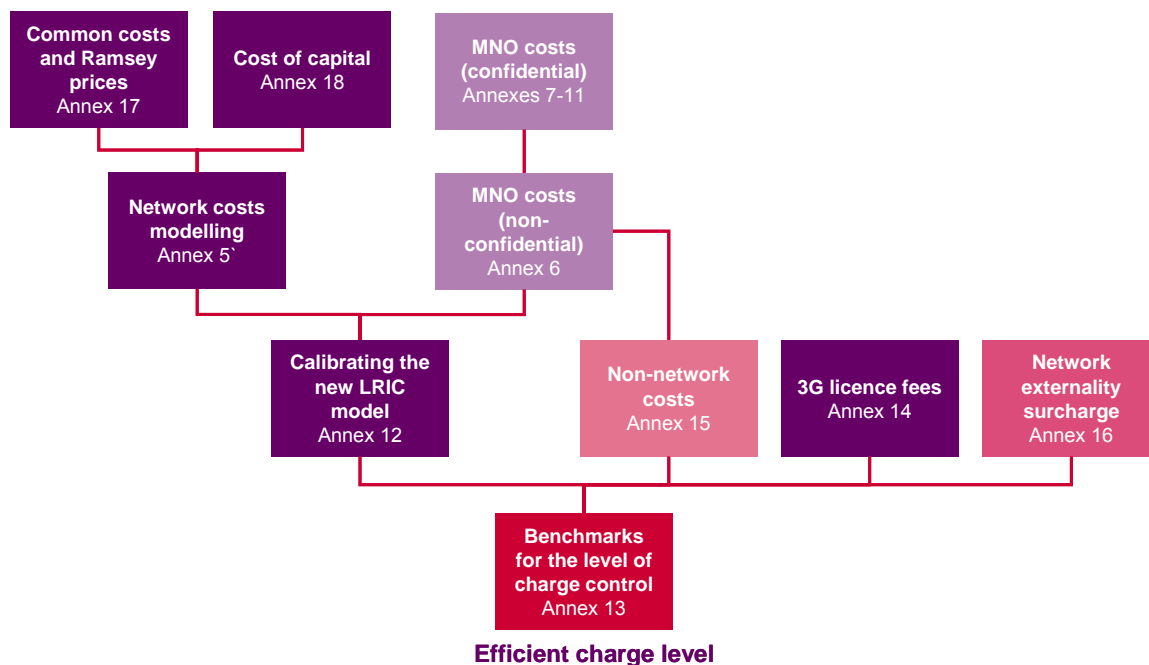 Common costs
and Ramsey
prices
Annex 17
Cost of capital
Annex 18
MNO costs
(confidential)
Annexes 7-11
Network costs
modelling
Annex 5`
MNO costs
(non-
confidential)
Annex 6
Calibrating the
new LRIC
model
Annex 12
Non-network
costs
Annex 15
3G licence fees
Annex 14
Network
externality
surcharge
Annex 16
Benchmarks
for the level of
charge control
Annex 13
Efficient charge level